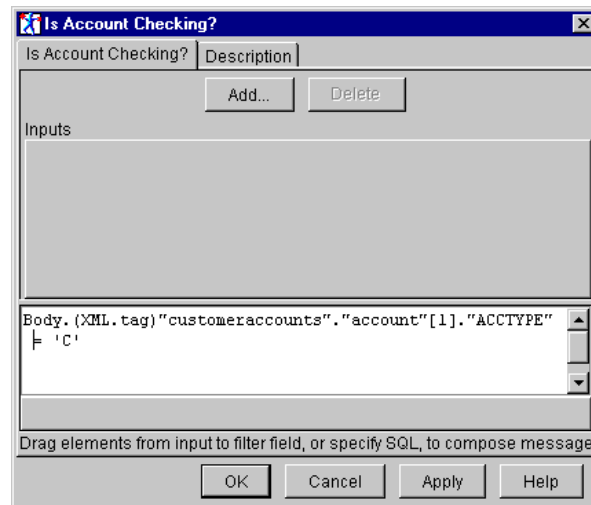 Is Account Checking?
Is Account Checking? Description
Add... Delete
Inputs
Body.(XML.tag)"customeraccounts"."account"[1]."ACCTYPE"
= 'C'
Drag elements from input to filter field, or specify SQL, to compose message
OK Cancel Apply Help